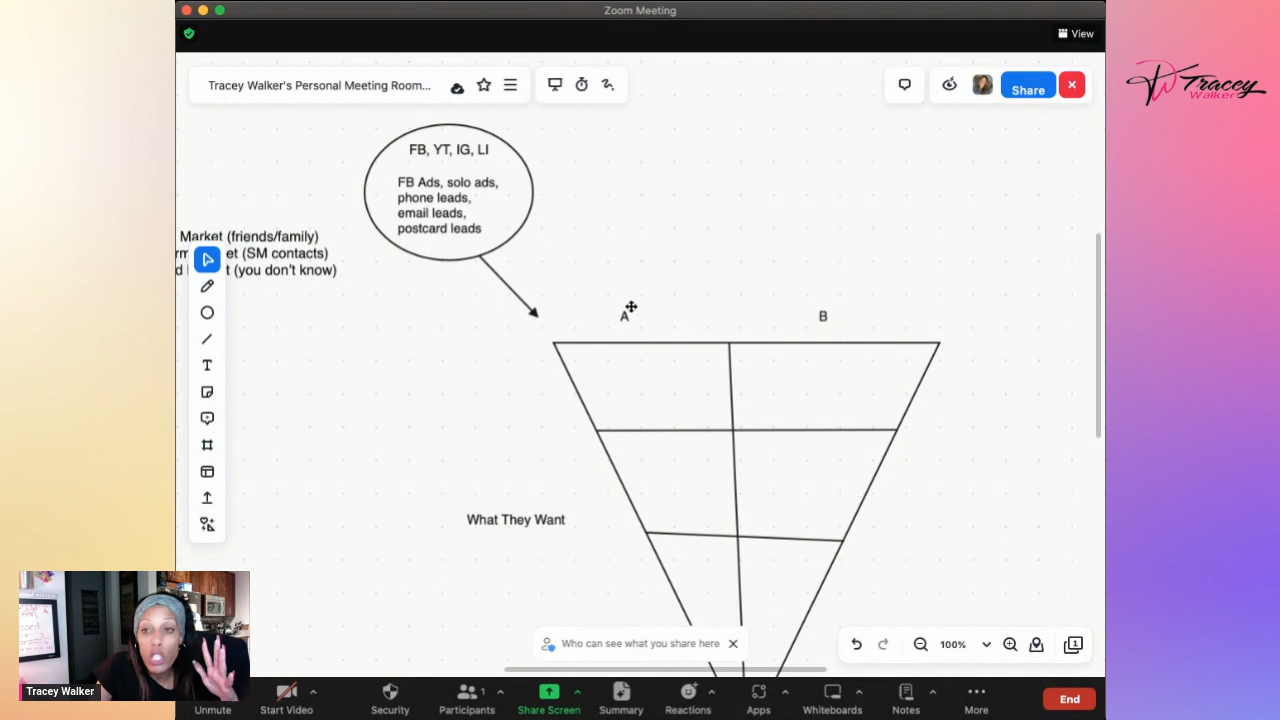 Zoom Meeting
View
Tracey Walker
Tracey Walker's Personal Meeting Room...
Share
FB, YT, IG, LI
FB Ads, solo ads,
phone leads,
email leads,
postcard leads
Market (friends/family)
(SM contacts)
(you don't know)
A
B
What They Want
Who can see what you share here
100%
Tracey Walker
1
Unmute
Start Video
Security
Participants
Share Screen
Summary
Reactions
Apps
Whiteboards
Notes
More
End